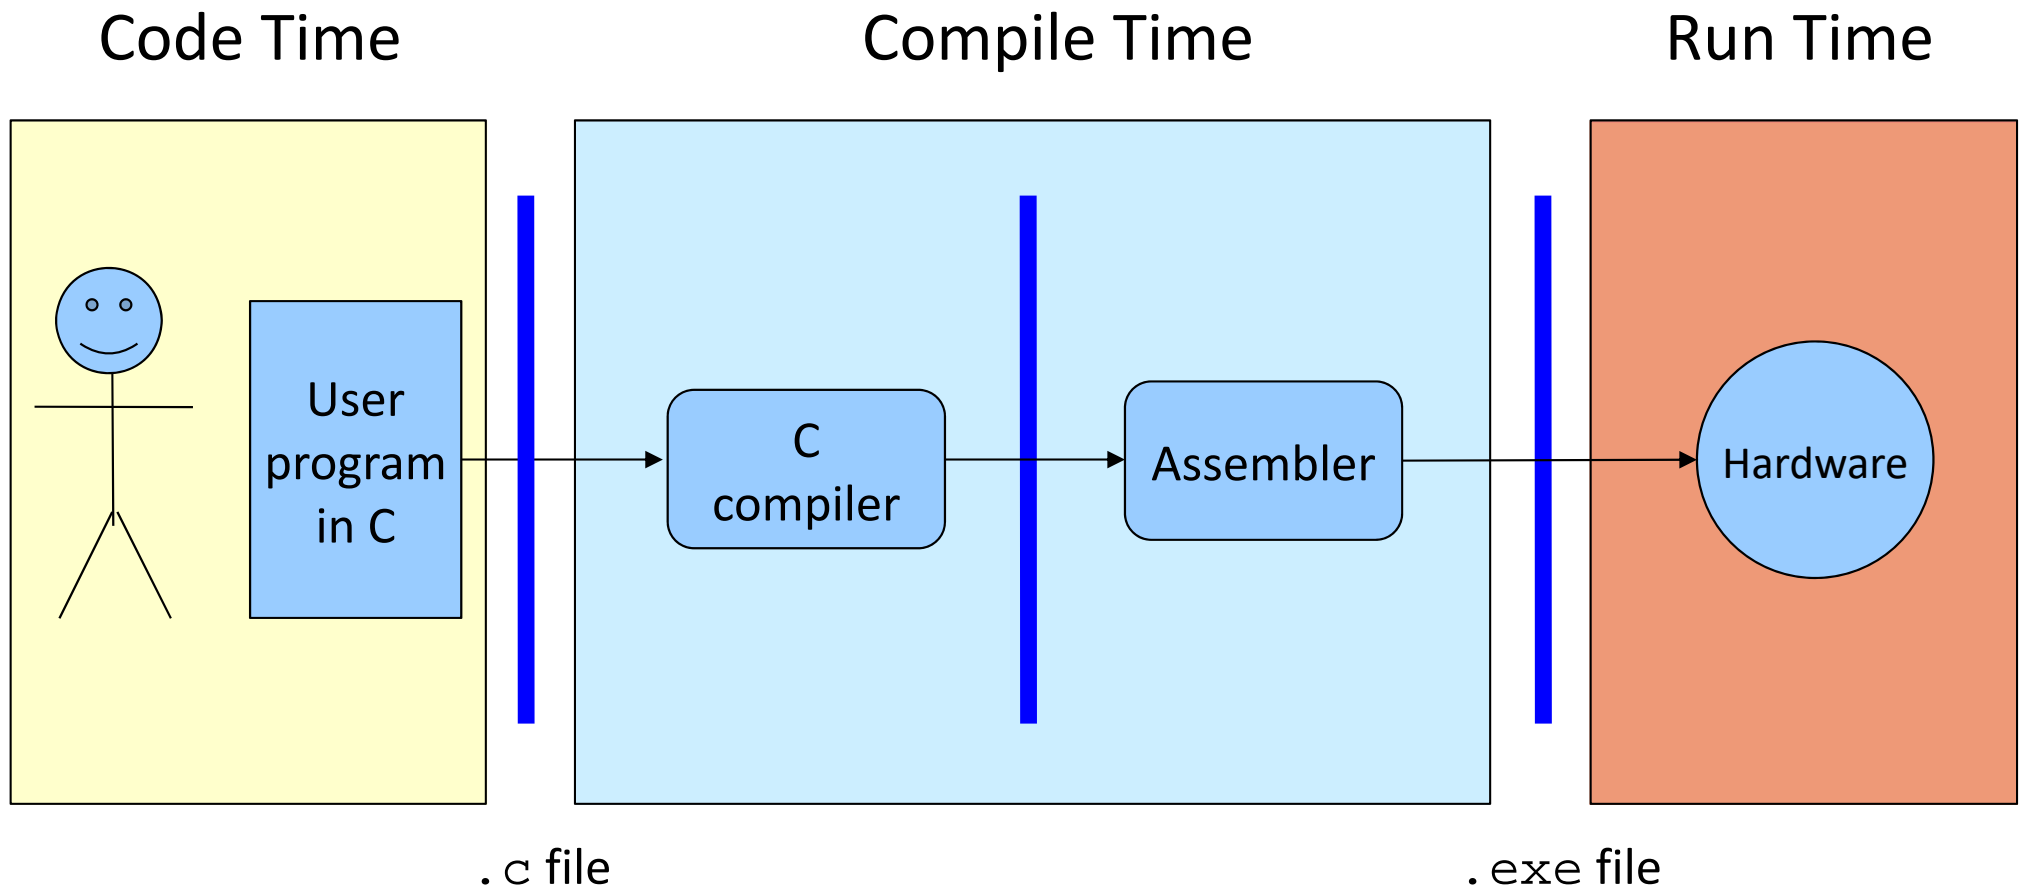 Code Time
Compile Time
Run Time
User
program
in C
C
compiler
Assembler
Hardware
.c file
.exe file